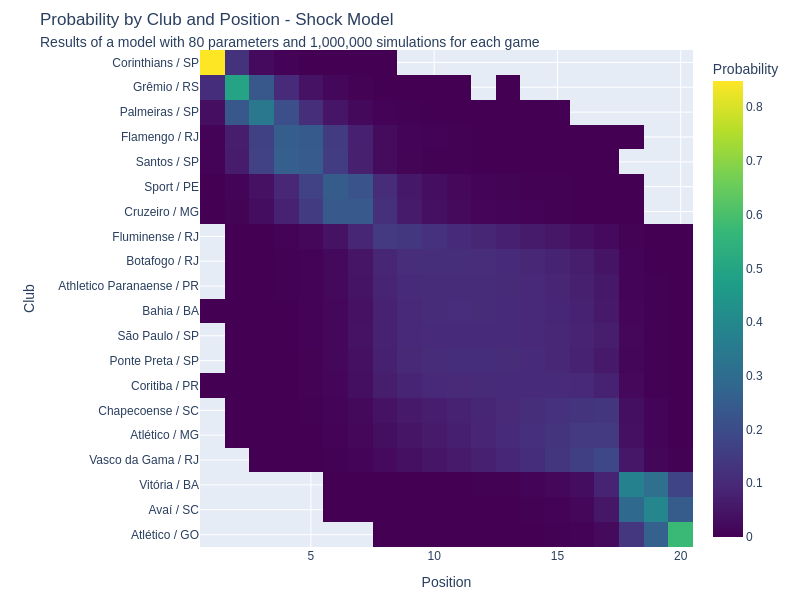 Probability by Club and Position - Shock Model
Results of a model with 80 parameters and 1,000,000 simulations for each game
Probability
Club
Corinthians / SP
Grêmio / RS
Palmeiras / SP
Flamengo / RJ
Santos / SP
Sport / PE
Cruzeiro / MG
Fluminense / RJ
Botafogo / RJ
Athletico Paranaense / PR
Bahia / BA
São Paulo / SP
Ponte Preta / SP
Coritiba / PR
Chapecoense / SC
Atlético / MG
Vasco da Gama / RJ
Vitória / BA
Avaí / SC
Atlético / GO
0.8
0.7
0.6
0.5
0.4
0.3
0.2
0.1
0
5 10 15 20
Position